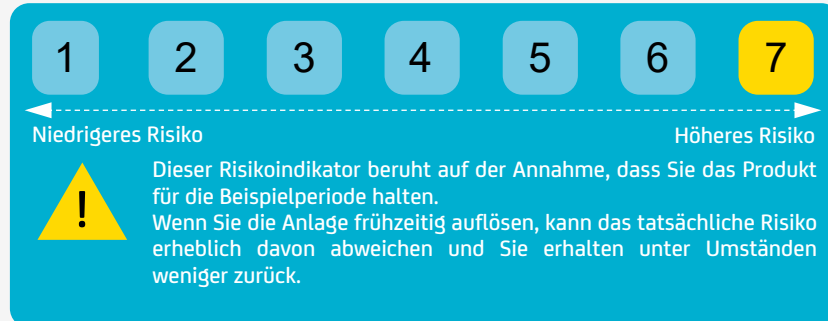 1 2 3 4 5 6 7
Niedrigeres Risiko Höheres Risiko
Dieser Risikoindikator beruht auf der Annahme, dass Sie das Produkt
für die Beispielperiode halten.
!
Wenn Sie die Anlage frühzeitig auflösen, kann das tatsächliche Risiko
erheblich davon abweichen und Sie erhalten unter Umständen
weniger zurück.